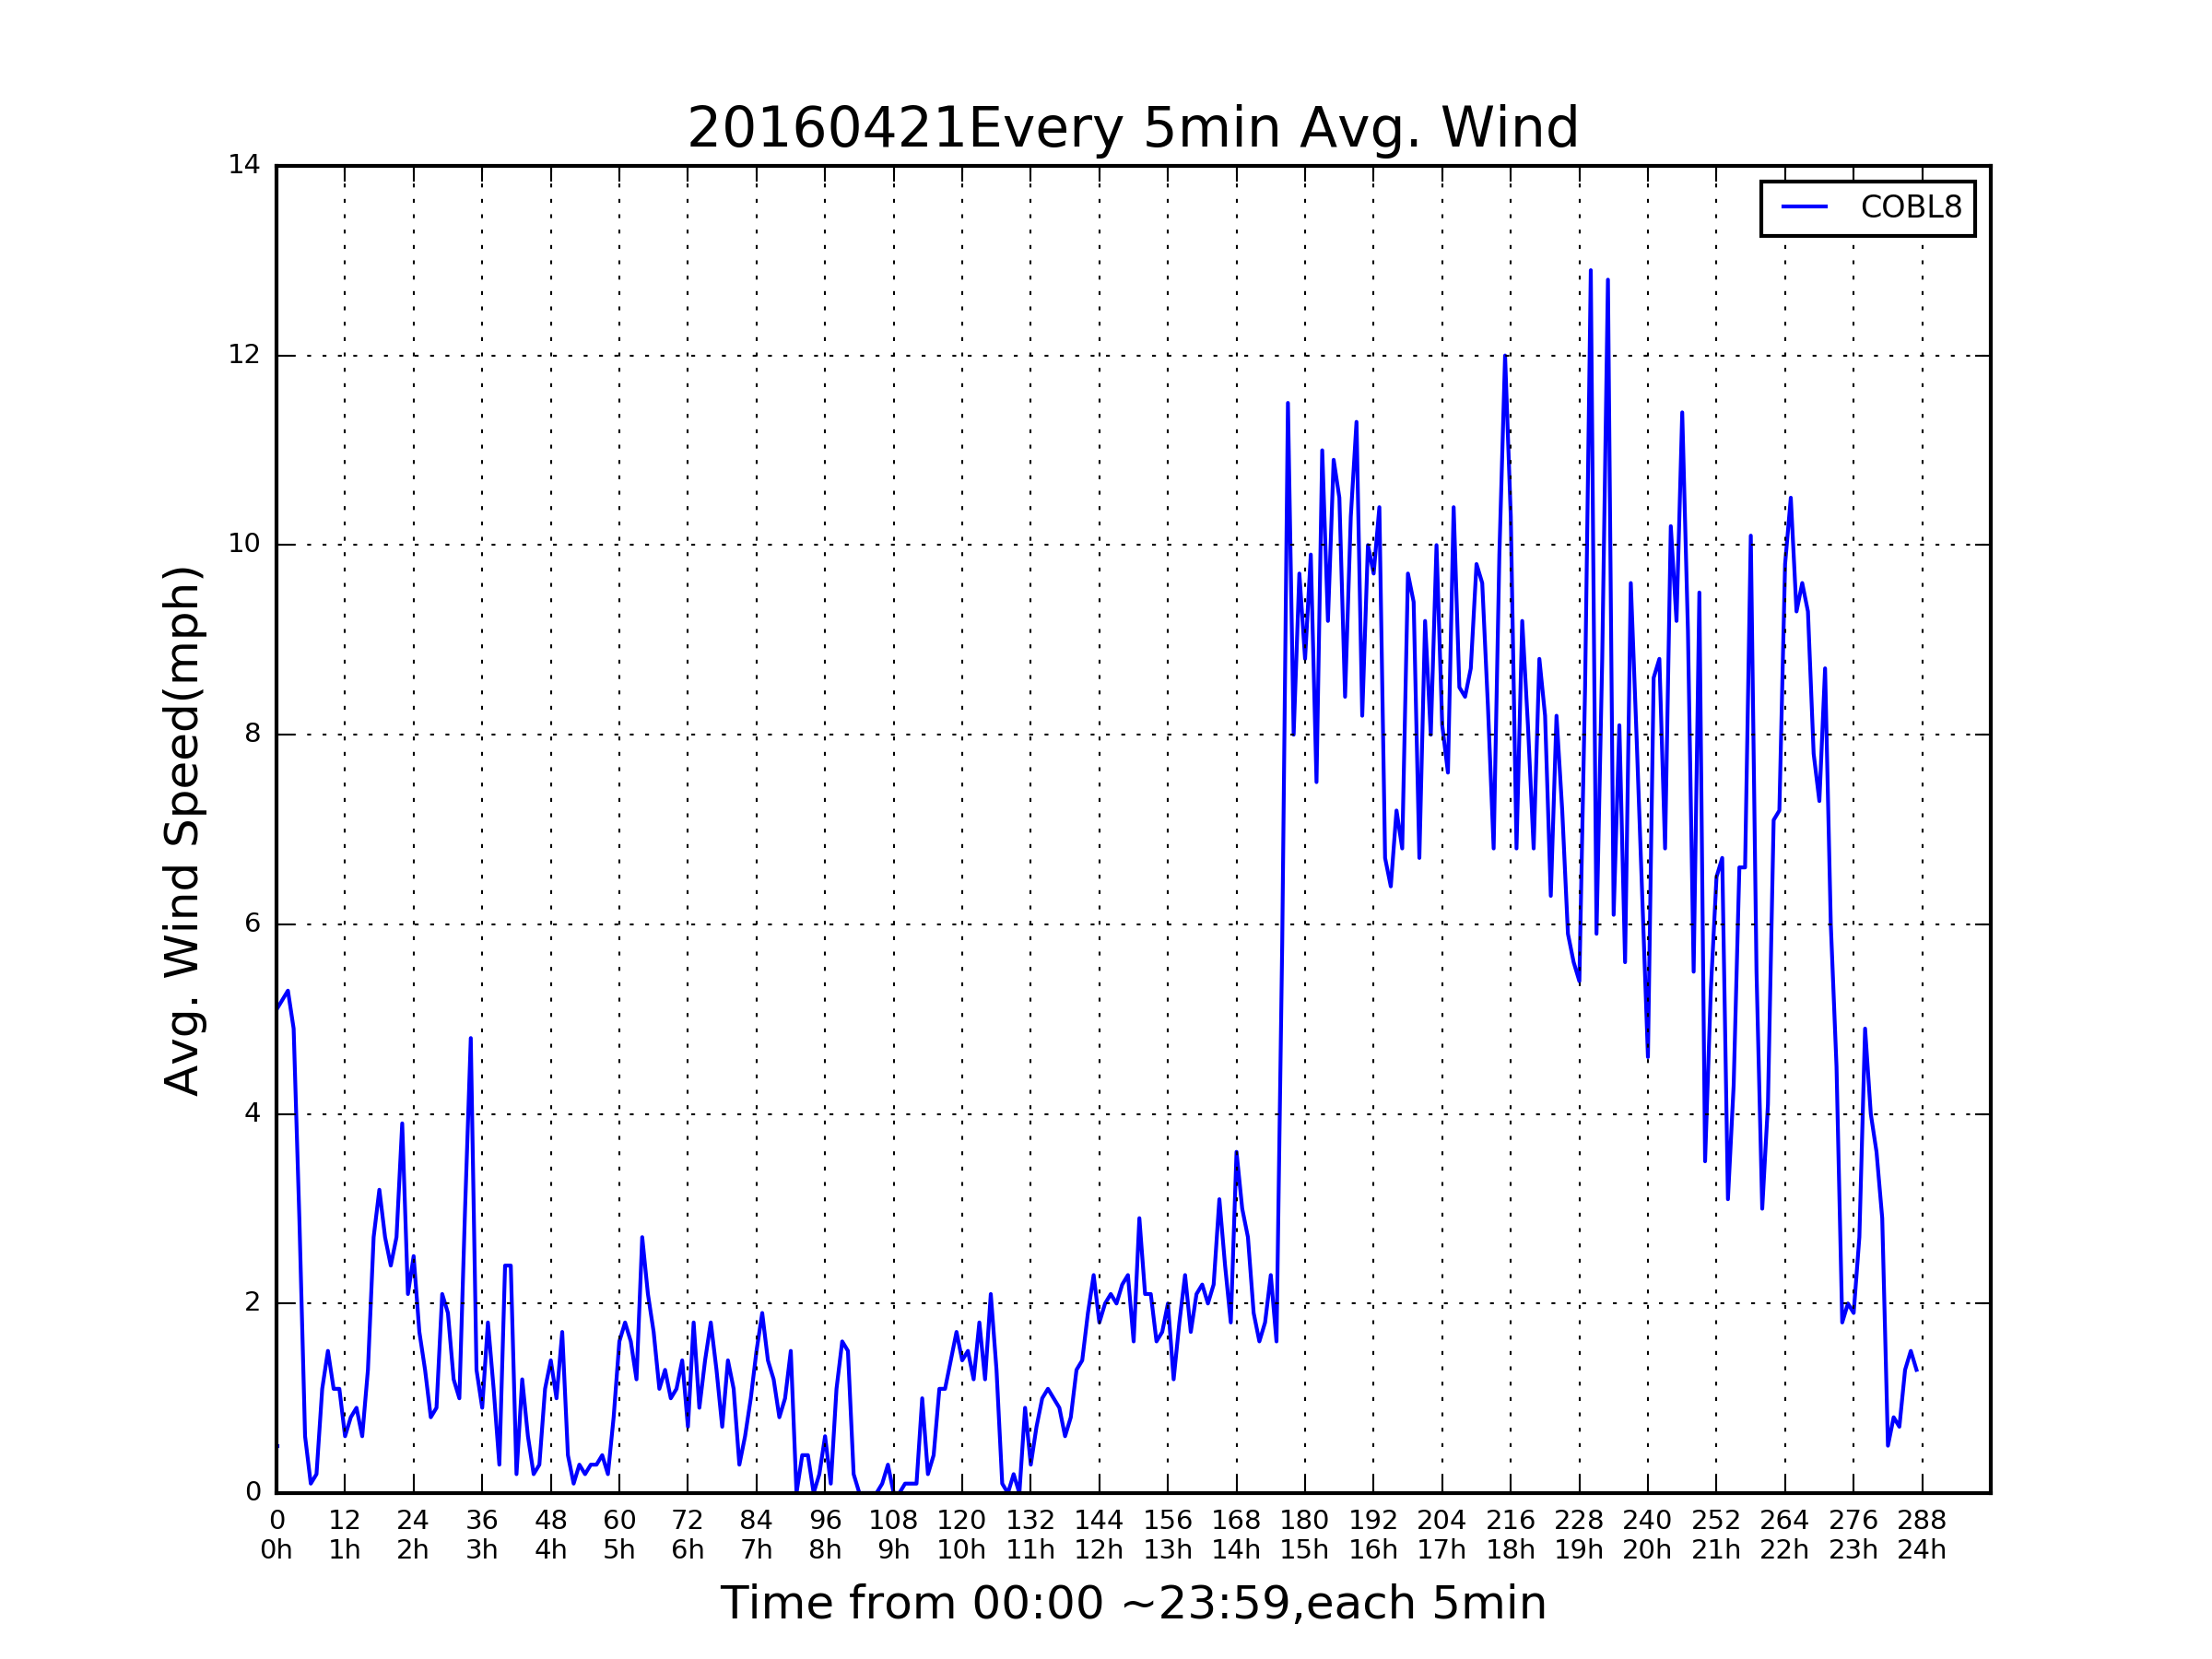 20160421Every 5min Avg. Wind
COBL8
Avg. Wind Speed(mph)
14
12
10
8
6
4
2
0
0 12 24 36 48 60 72 84 96 108 120 132 144 156 168 180 192 204 216 228 240 252 264 276 288
0h 1h 2h 3h 4h 5h 6h 7h 8h 9h 10h 11h 12h 13h 14h 15h 16h 17h 18h 19h 20h 21h 22h 23h 24h
Time from 00:00 ~23:59,each 5min